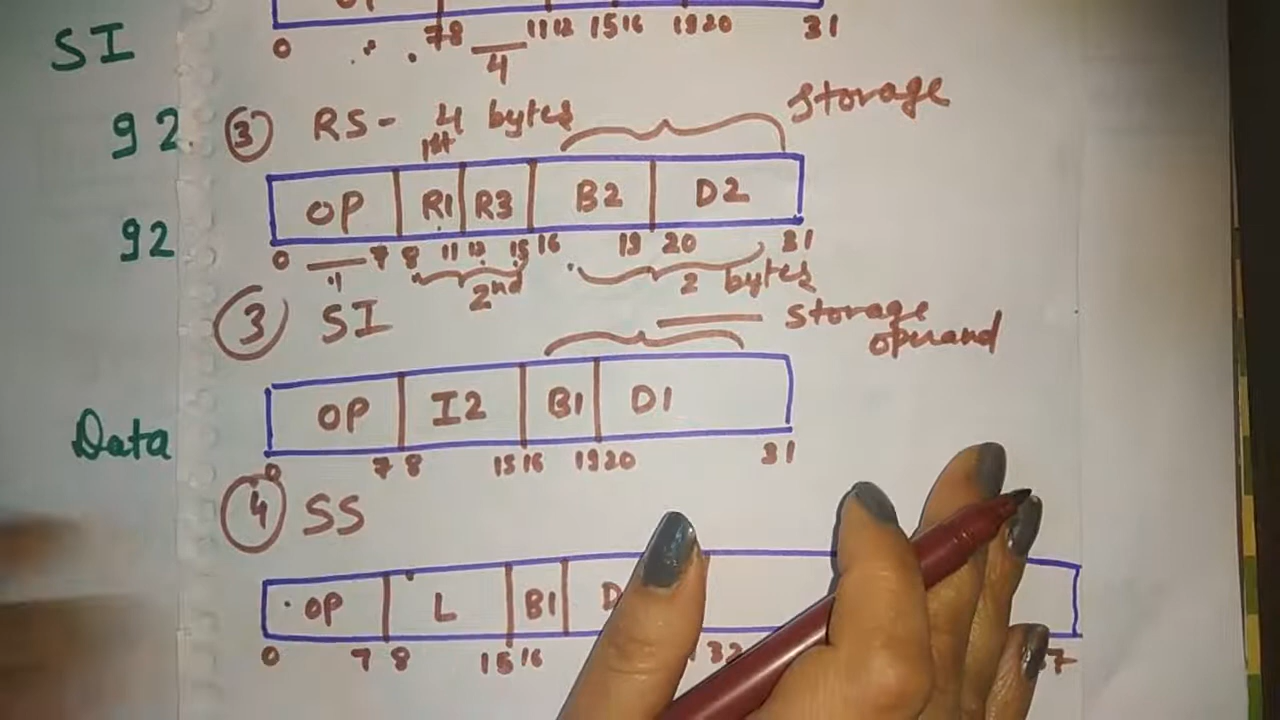 SI
0 78 11 12 15 16 19 20 31
4
92 ③ RS- 4 bytes storage
1st
OP R1 R3 B2 D2
92
0 7 8 11 12 15 16 19 20 31
1 2nd 2 bytes
③ SI storage
operand
OP I2 B1 D1
Data
0 7 8 15 16 19 20 31
④ SS
OP L B1 D
0 7 8 15 16 32